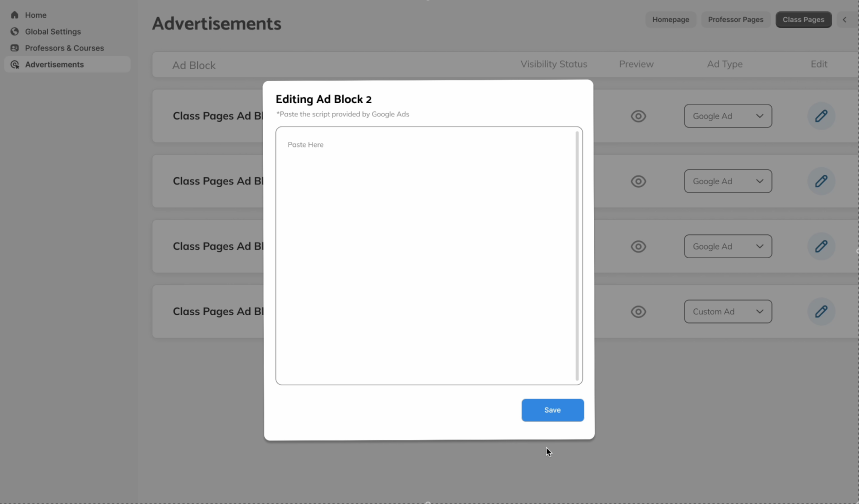 Home
Global Settings
Professors & Courses
Advertisements
Advertisements
Homepage
Professor Pages
Class Pages
Ad Block
Visibility Status
Preview
Ad Type
Edit
Class Pages Ad Bl
Google Ad
Class Pages Ad Bl
Google Ad
Class Pages Ad Bl
Google Ad
Class Pages Ad Bl
Custom Ad
Editing Ad Block 2
*Paste the script provided by Google Ads
Paste Here
Save